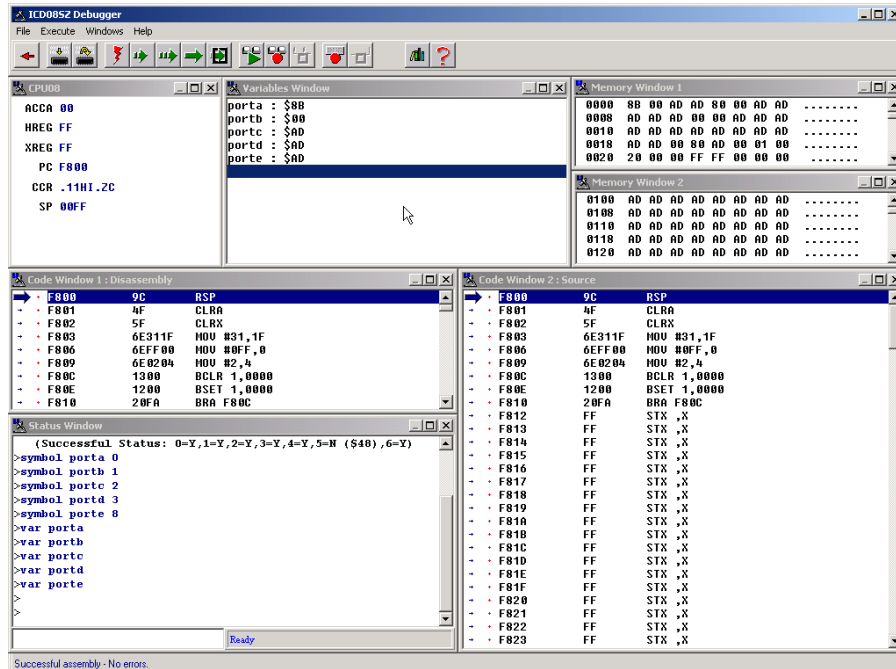 ICD08SZ Debugger
File Execute Windows Help
CPU08
ACCA 00
HREG FF
XREG FF
PC F800
CCR .11HI.ZC
SP 00FF
Variables Window
porta : $8B
portb : $00
portc : $AD
portd : $AD
porte : $AD
Memory Window 1
0000 8B 00 AD AD 80 00 AD AD ........
0008 AD AD AD 00 00 AD AD AD ........
0010 AD AD AD AD AD AD AD AD ........
0018 AD AD 00 80 AD 00 01 00 ........
0020 20 00 00 FF FF 00 00 00 .......
Memory Window 2
0100 AD AD AD AD AD AD AD AD ........
0108 AD AD AD AD AD AD AD AD ........
0110 AD AD AD AD AD AD AD AD ........
0118 AD AD AD AD AD AD AD AD ........
0120 AD AD AD AD AD AD AD AD ........
Code Window 1 : Disassembly
F800 9C RSP
F801 4F CLRA
F802 5F CLRX
F803 6E311F MOV #31,1F
F806 6EFF00 MOV #0FF,0
F809 6E0204 MOV #2,4
F80C 1300 BCLR 1,0000
F80E 1200 BSET 1,0000
F810 20FA BRA F80C
Status Window
(Successful Status: 0=Y,1=Y,2=Y,3=Y,4=Y,5=N ($48),6=Y)
>symbol porta 0
>symbol portb 1
>symbol portc 2
>symbol portd 3
>symbol porte 8
>var porta
>var portb
>var portc
>var portd
>var porte
>
>
Ready
Code Window 2 : Source
F800 9C RSP
F801 4F CLRA
F802 5F CLRX
F803 6E311F MOV #31,1F
F806 6EFF00 MOV #0FF,0
F809 6E0204 MOV #2,4
F80C 1300 BCLR 1,0000
F80E 1200 BSET 1,0000
F810 20FA BRA F80C
F812 FF STX ,X
F813 FF STX ,X
F814 FF STX ,X
F815 FF STX ,X
F816 FF STX ,X
F817 FF STX ,X
F818 FF STX ,X
F819 FF STX ,X
F81A FF STX ,X
F81B FF STX ,X
F81C FF STX ,X
F81D FF STX ,X
F81E FF STX ,X
F81F FF STX ,X
F820 FF STX ,X
F821 FF STX ,X
F822 FF STX ,X
F823 FF STX ,X
Successful assembly - No errors.